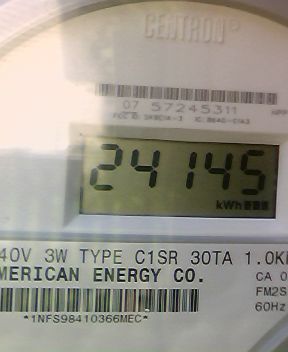 CENTRON®
07 57245311
24145
kWh
40V 3W TYPE C1SR 30TA 1.0K
MERICAN ENERGY CO.
CA 0
FM2S
60Hz
*1NFS98410366MEC*